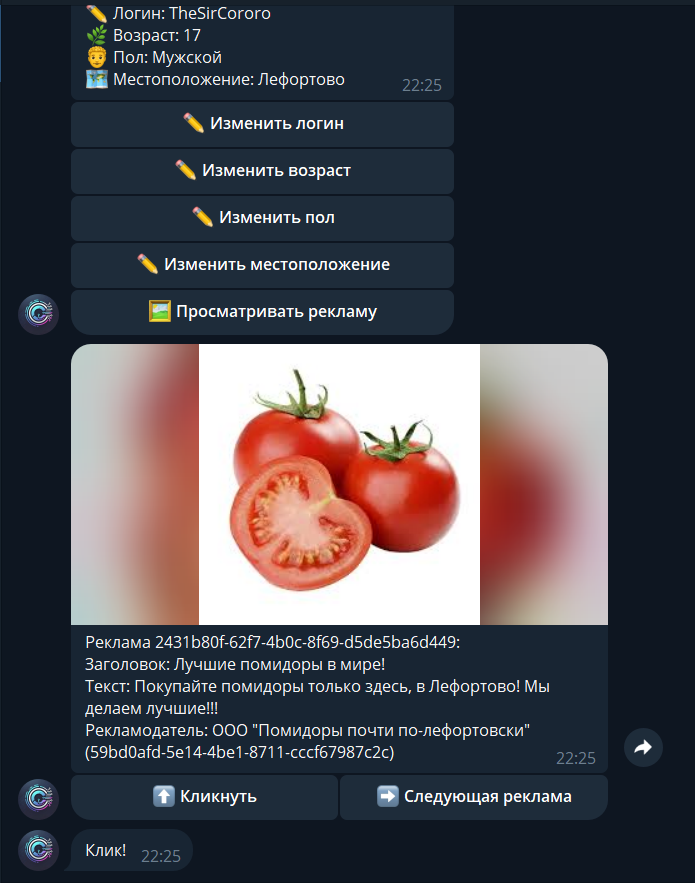 ✏️ Логин: TheSirCororo
🌿 Возраст: 17
👨 Пол: Мужской
🗺️ Местоположение: Лефортово
22:25
✏️ Изменить логин
✏️ Изменить возраст
✏️ Изменить пол
✏️ Изменить местоположение
🖼️ Просматривать рекламу
Реклама 2431b80f-62f7-4b0c-8f69-d5de5ba6d449:
Заголовок: Лучшие помидоры в мире!
Текст: Покупайте помидоры только здесь, в Лефортово! Мы
делаем лучшие!!!
Рекламодатель: ООО "Помидоры почти по-лефортовски"
(59bd0afd-5e14-4be1-8711-cccf67987c2c)
22:25
⬆️ Кликнуть
➡️ Следующая реклама
Клик! 22:25